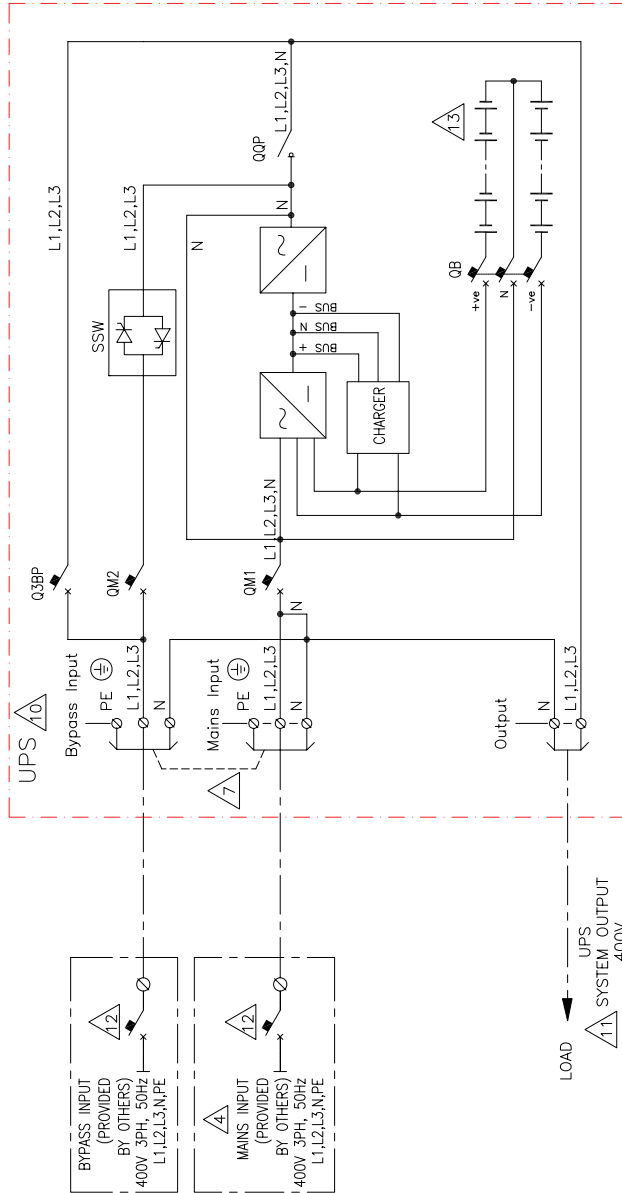 UPS
10
Bypass Input
PE
L1,L2,L3
N
Q3BP
L1,L2,L3
QM2
SSW
L1,L2,L3
7
Mains Input
PE
L1,L2,L3
N
N
QM1
L1,L2,L3,N
N
N
QQP
L1,L2,L3,N
+ BUS
N BUS
- BUS
CHARGER
QB
+ve
N
-ve
13
Output
N
L1,L2,L3
BYPASS INPUT
(PROVIDED
BY OTHERS)
400V 3PH, 50Hz
L1,L2,L3,N,PE
12
4
MAINS INPUT
(PROVIDED
BY OTHERS)
400V 3PH, 50Hz
L1,L2,L3,N,PE
12
LOAD
11
UPS
SYSTEM OUTPUT
400V